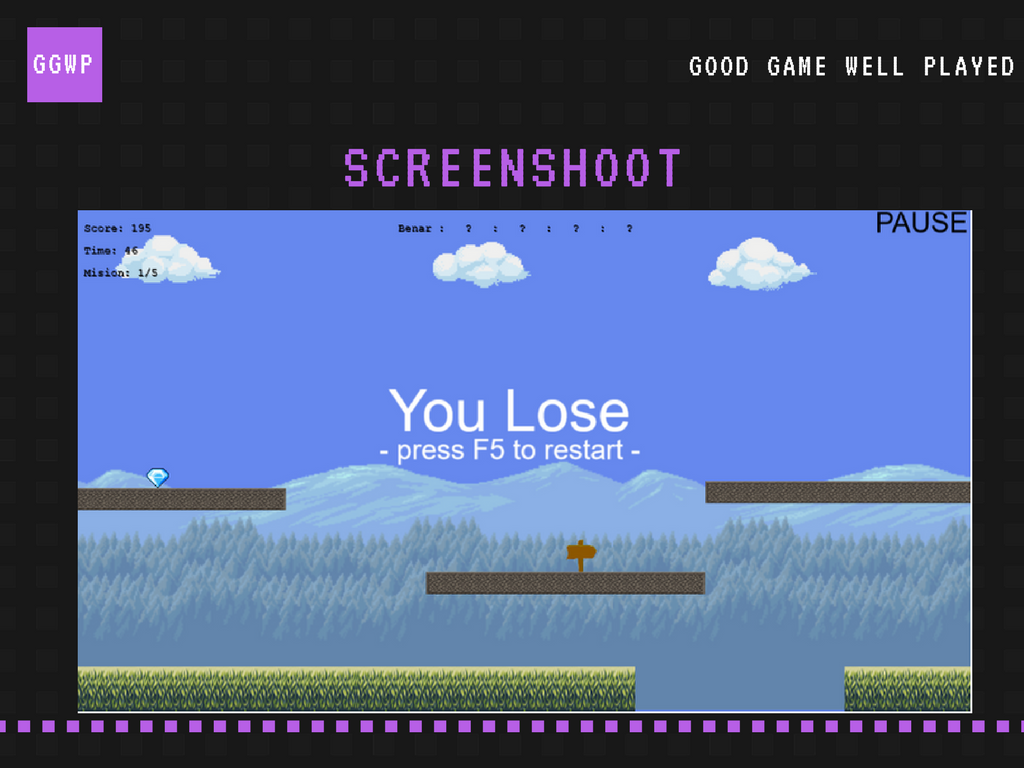 GGWP
GOOD GAME WELL PLAYED
SCREENSHOOT
Score: 195
Benar : ? : ? : ? : ?
PAUSE
Time: 46
Mision: 1/5
You Lose
- press F5 to restart -